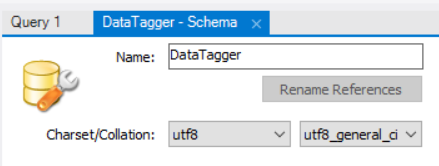 Query 1 DataTagger - Schema ×
Name: DataTagger
Rename References
Charset/Collation: utf8 utf8_general_ci